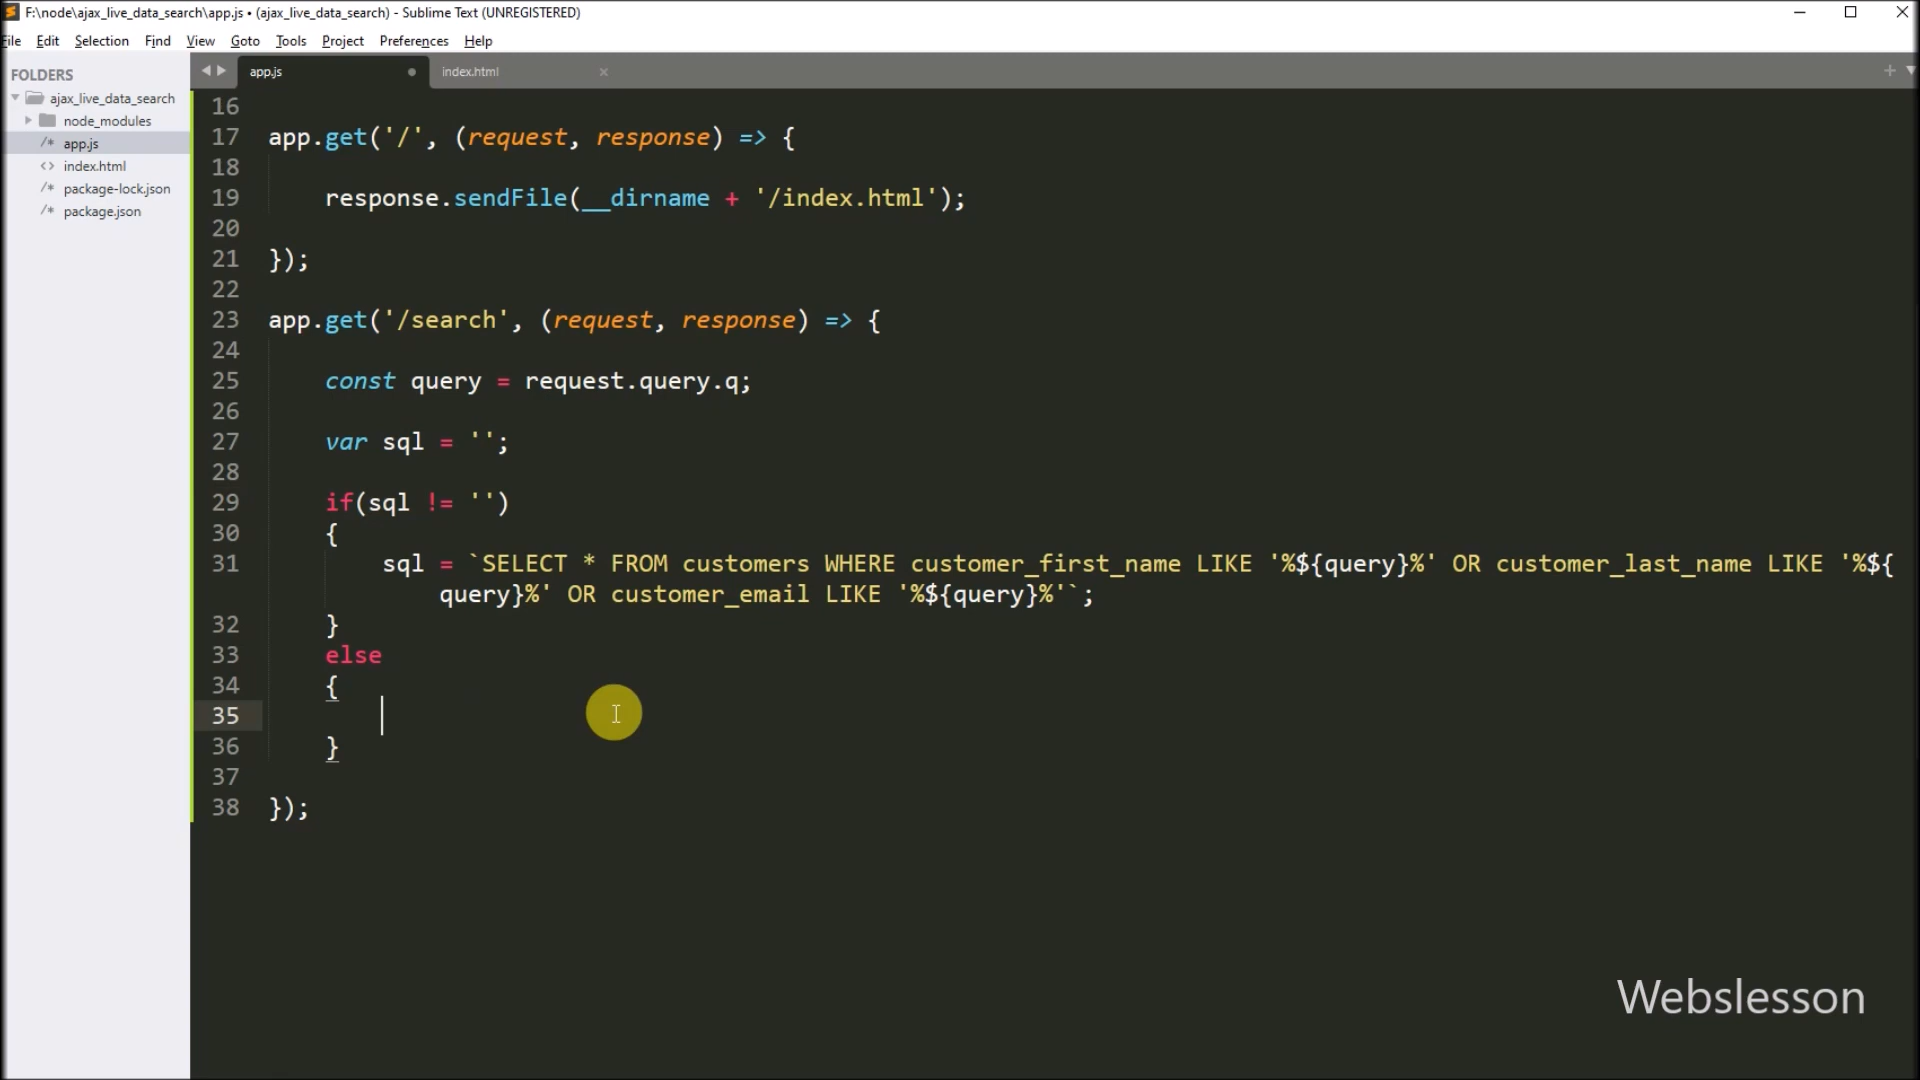 F:\node\ajax_live_data_search\app.js • (ajax_live_data_search) - Sublime Text (UNREGISTERED)
File Edit Selection Find View Goto Tools Project Preferences Help
FOLDERS
ajax_live_data_search
node_modules
/* app.js
<> index.html
/* package-lock.json
/* package.json
app.js
index.html
16
17 app.get('/', (request, response) => {
18
19 response.sendFile(__dirname + '/index.html');
20
21 });
22
23 app.get('/search', (request, response) => {
24
25 const query = request.query.q;
26
27 var sql = '';
28
29 if(sql != '')
30 {
31 sql = `SELECT * FROM customers WHERE customer_first_name LIKE '%${query}%' OR customer_last_name LIKE '%${
query}%' OR customer_email LIKE '%${query}%'`;
32 }
33 else
34 {
35
36 }
37
38 });
Webslesson